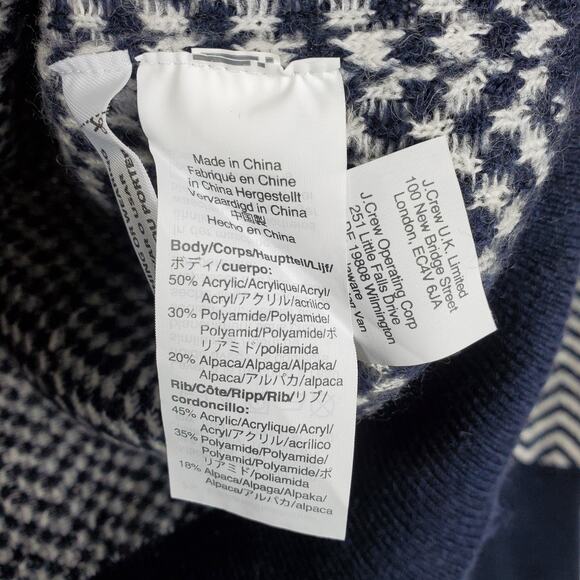 Made in China
Fabriqué en Chine
in China Hergestellt
Vervaardigd in China
中国製
Hecho en China
Body/Corps/Hauptteil/Lijf/
ボディ/cuerpo:
50% Acrylic/Acrylique/Acryl/
Acryl/アクリル/acrílico
30% Polyamide/Polyamide/
Polyamid/Polyamide/ポ
リアミド/poliamida
20% Alpaca/Alpaga/Alpaka/
Alpaca/アルパカ/alpaca
Rib/Côte/Ripp/Rib/リブ/
cordoncillo:
45% Acrylic/Acrylique/Acryl/
Acryl/アクリル/acrílico
35% Polyamide/Polyamide/
Polyamid/Polyamide/ポ
リアミド/poliamida
18% Alpaca/Alpaga/Alpaka/
Alpaca/アルパカ/alpaca
J.Crew U.K. Limited
100 New Bridge Street
London, EC4V 6JA
J.Crew Operating Corp
251 Little Falls Drive
DE 19808 Wilmington